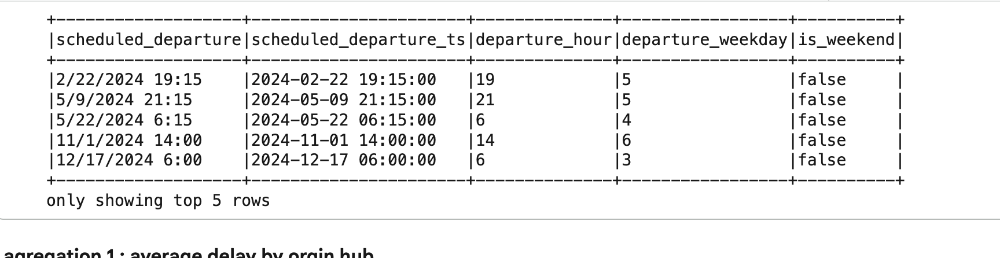 +-------------------+----------------------+--------------+-----------------+----------+
|scheduled_departure|scheduled_departure_ts|departure_hour|departure_weekday|is_weekend|
+-------------------+----------------------+--------------+-----------------+----------+
|2/22/2024 19:15    |2024-02-22 19:15:00   |19            |5                |false     |
|5/9/2024 21:15     |2024-05-09 21:15:00   |21            |5                |false     |
|5/22/2024 6:15     |2024-05-22 06:15:00   |6             |4                |false     |
|11/1/2024 14:00    |2024-11-01 14:00:00   |14            |6                |false     |
|12/17/2024 6:00    |2024-12-17 06:00:00   |6             |3                |false     |
+-------------------+----------------------+--------------+-----------------+----------+
only showing top 5 rows
agregation 1 : average delay by orgin hub